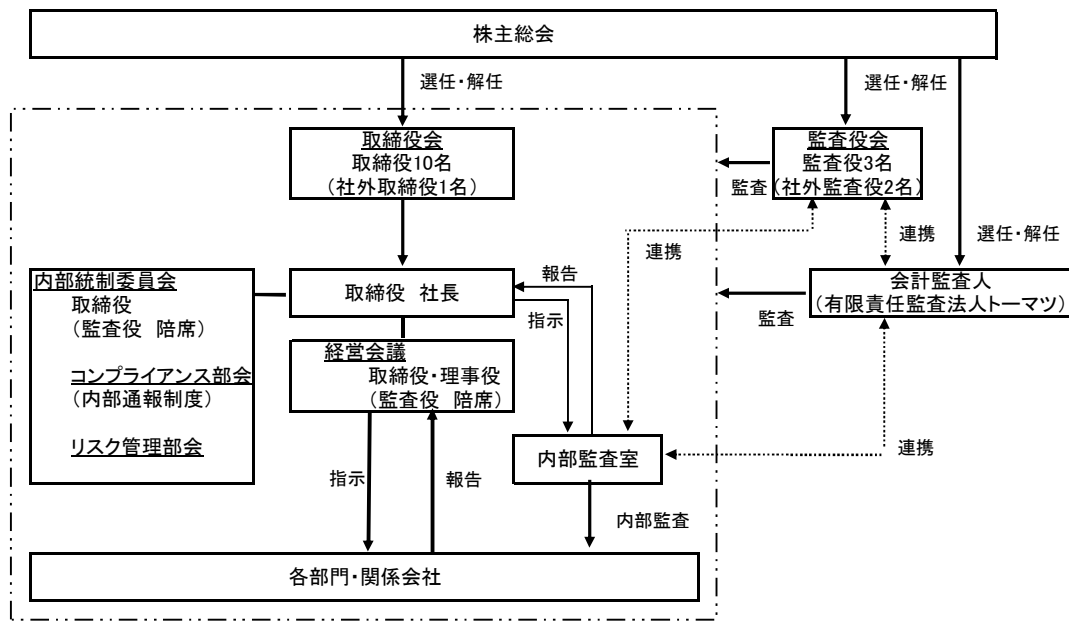 株主総会
選任・解任
選任・解任
取締役会
取締役10名
(社外取締役1名)
監査役会
監査役3名
(社外監査役2名)
監査
連携
連携
選任・解任
内部統制委員会
取締役
(監査役 陪席)
コンプライアンス部会
(内部通報制度)
リスク管理部会
取締役 社長
報告
指示
会計監査人
(有限責任監査法人トーマツ)
監査
経営会議
取締役・理事役
(監査役 陪席)
内部監査室
連携
指示
報告
内部監査
各部門・関係会社